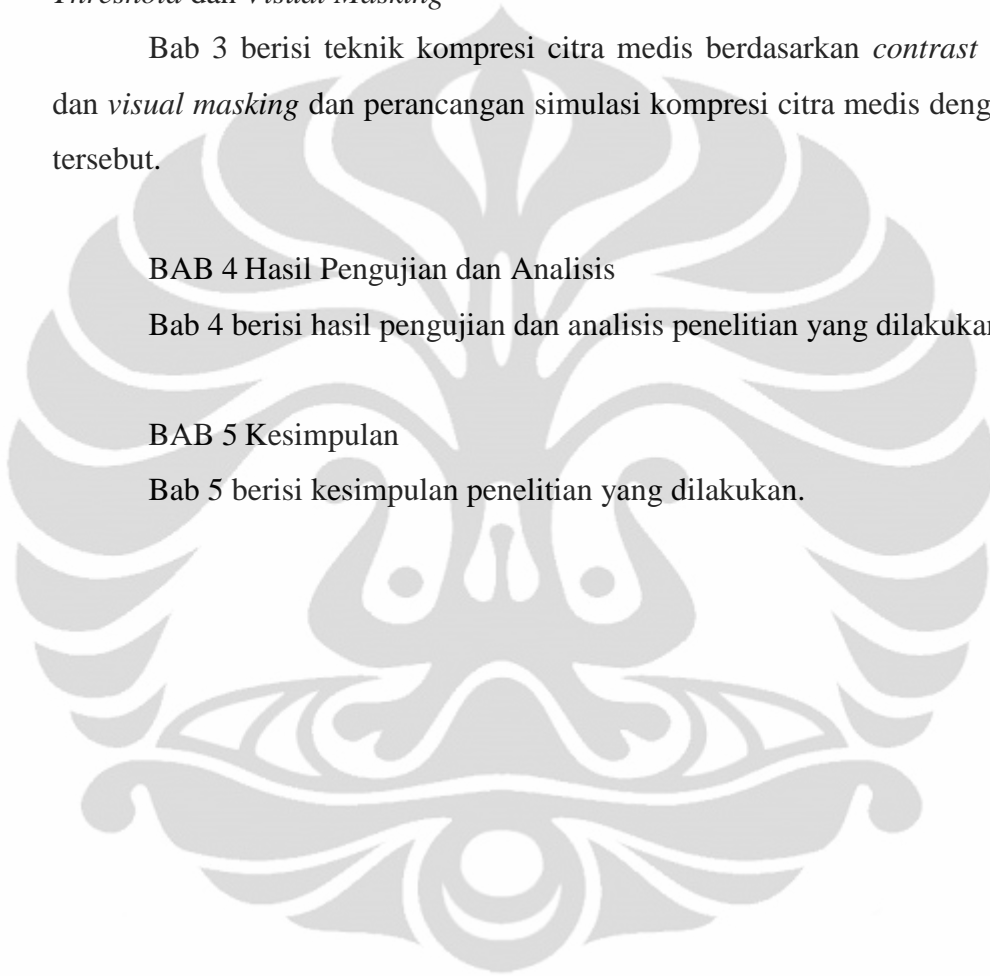 Threshold dan Visual Masking
Bab 3 berisi teknik kompresi citra medis berdasarkan contrast
dan visual masking dan perancangan simulasi kompresi citra medis deng
tersebut.
BAB 4 Hasil Pengujian dan Analisis
Bab 4 berisi hasil pengujian dan analisis penelitian yang dilakukan
BAB 5 Kesimpulan
Bab 5 berisi kesimpulan penelitian yang dilakukan.